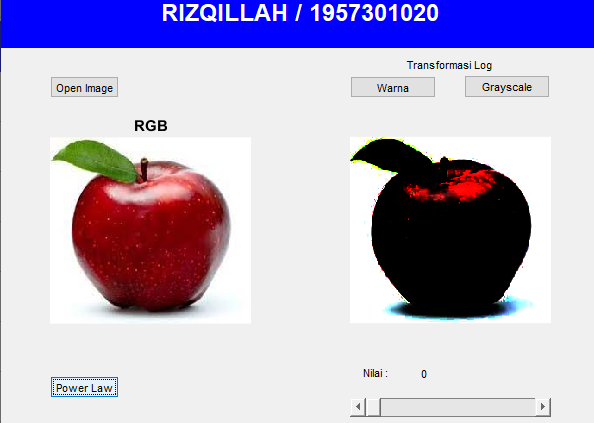 RIZQILLAH / 1957301020
Transformasi Log
Open Image
Warna
Grayscale
RGB
Nilai :
0
Power Law